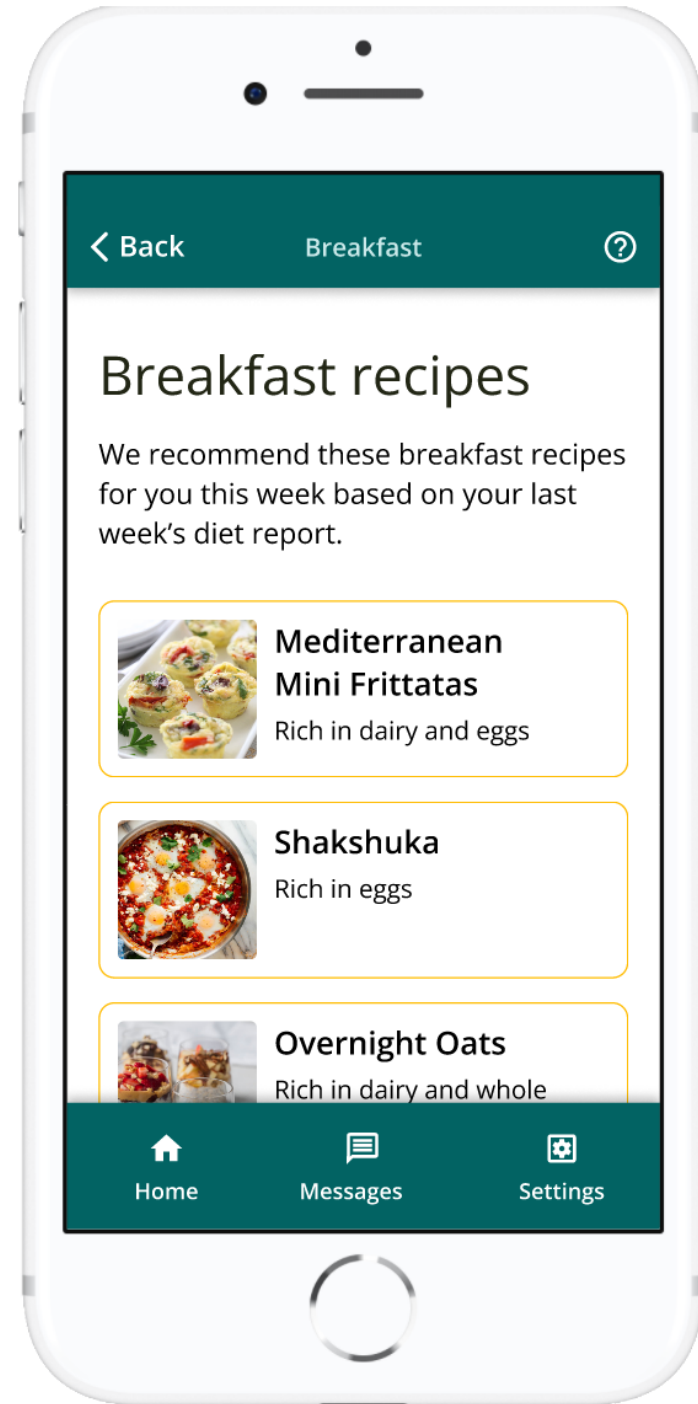 Back
Breakfast
Breakfast recipes
We recommend these breakfast recipes
for you this week based on your last
week’s diet report.
Mediterranean
Mini Frittatas
Rich in dairy and eggs
Shakshuka
Rich in eggs
Overnight Oats
Rich in dairy and whole
Home
Messages
Settings